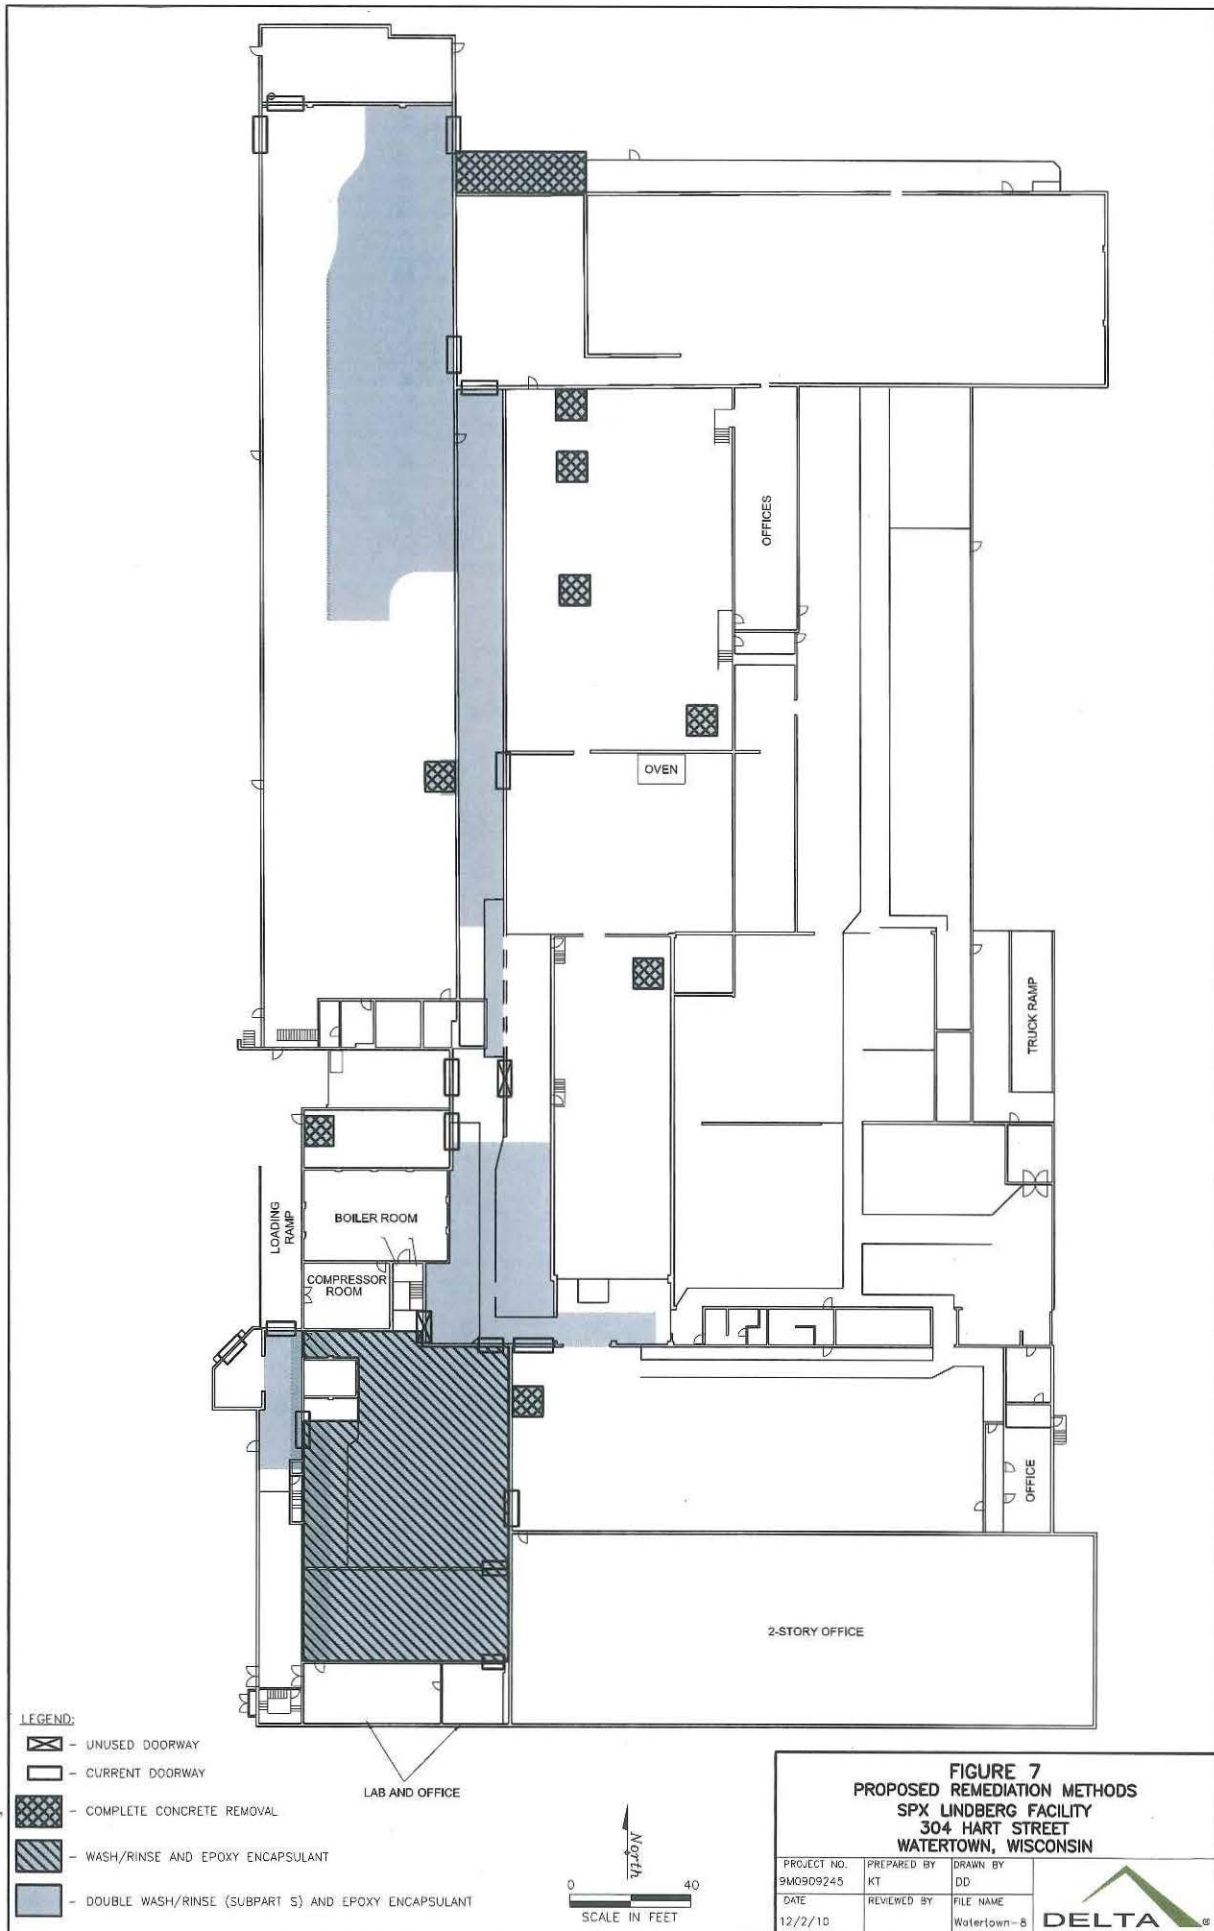 OFFICES
OVEN
TRUCK RAMP
LOADING
RAMP
BOILER ROOM
COMPRESSOR
ROOM
OFFICE
2-STORY OFFICE
LAB AND OFFICE
LEGEND:
- UNUSED DOORWAY
- CURRENT DOORWAY
- COMPLETE CONCRETE REMOVAL
- WASH/RINSE AND EPOXY ENCAPSULANT
- DOUBLE WASH/RINSE (SUBPART S) AND EPOXY ENCAPSULANT
North
0 40
SCALE IN FEET
FIGURE 7
PROPOSED REMEDIATION METHODS
SPX LINDBERG FACILITY
304 HART STREET
WATERTOWN, WISCONSIN
PROJECT NO. PREPARED BY DRAWN BY
9M0909245 KT DD
DATE REVIEWED BY FILE NAME
12/2/10 Watertown-8
DELTA ®